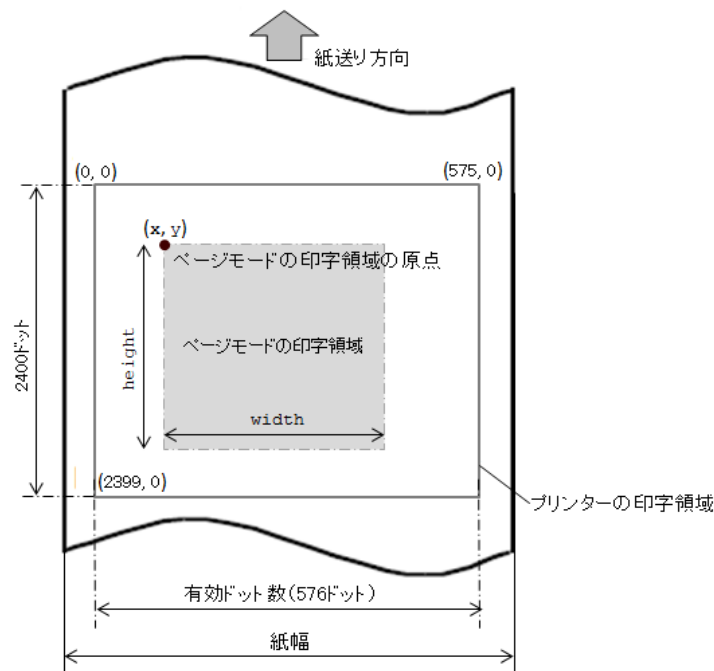 紙送り方向
(0, 0)
(575, 0)
(x, y)
ページモードの印字領域の原点
2400ドット
height
ページモードの印字領域
width
(2399, 0)
プリンターの印字領域
有効ドット数(576ドット)
紙幅